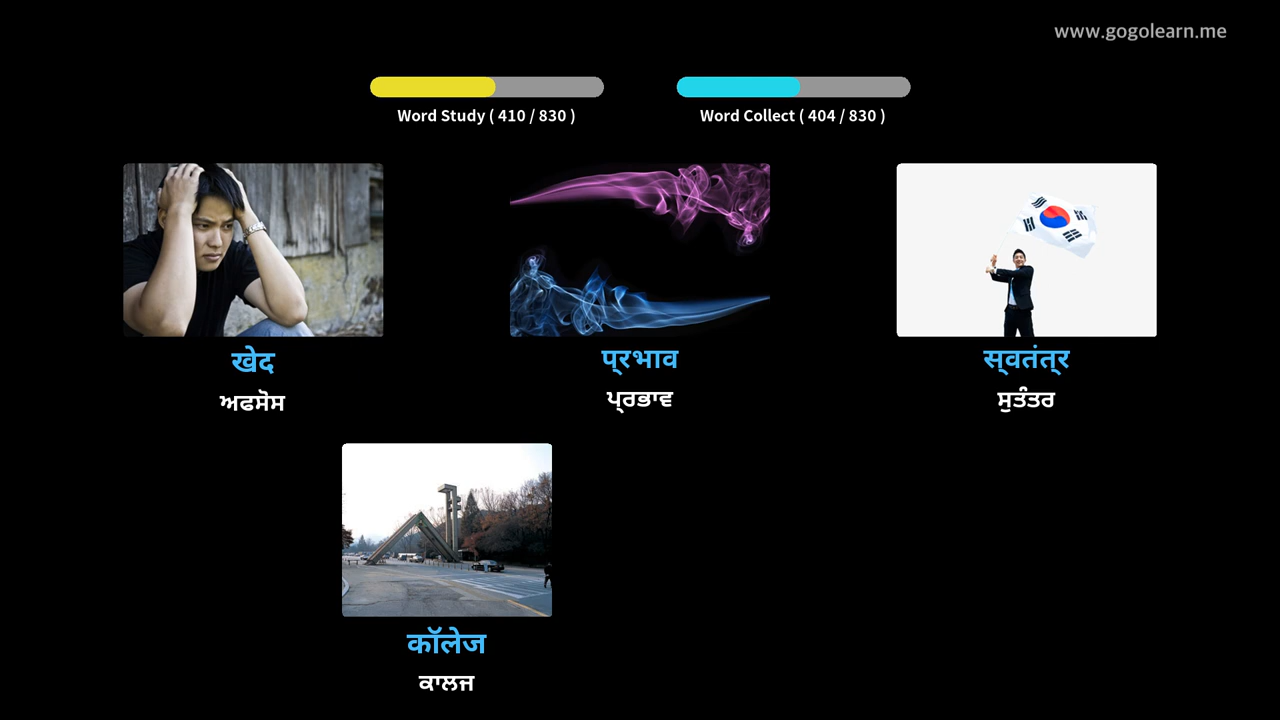 www.gogolearn.me
Word Study ( 410 / 830 )
Word Collect ( 404 / 830 )
खेद
ਅਫਸੋਸ
प्रभाव
ਪ੍ਰਭਾਵ
स्वतंत्र
ਸੁਤੰਤਰ
कॉलेज
ਕਾਲਜ